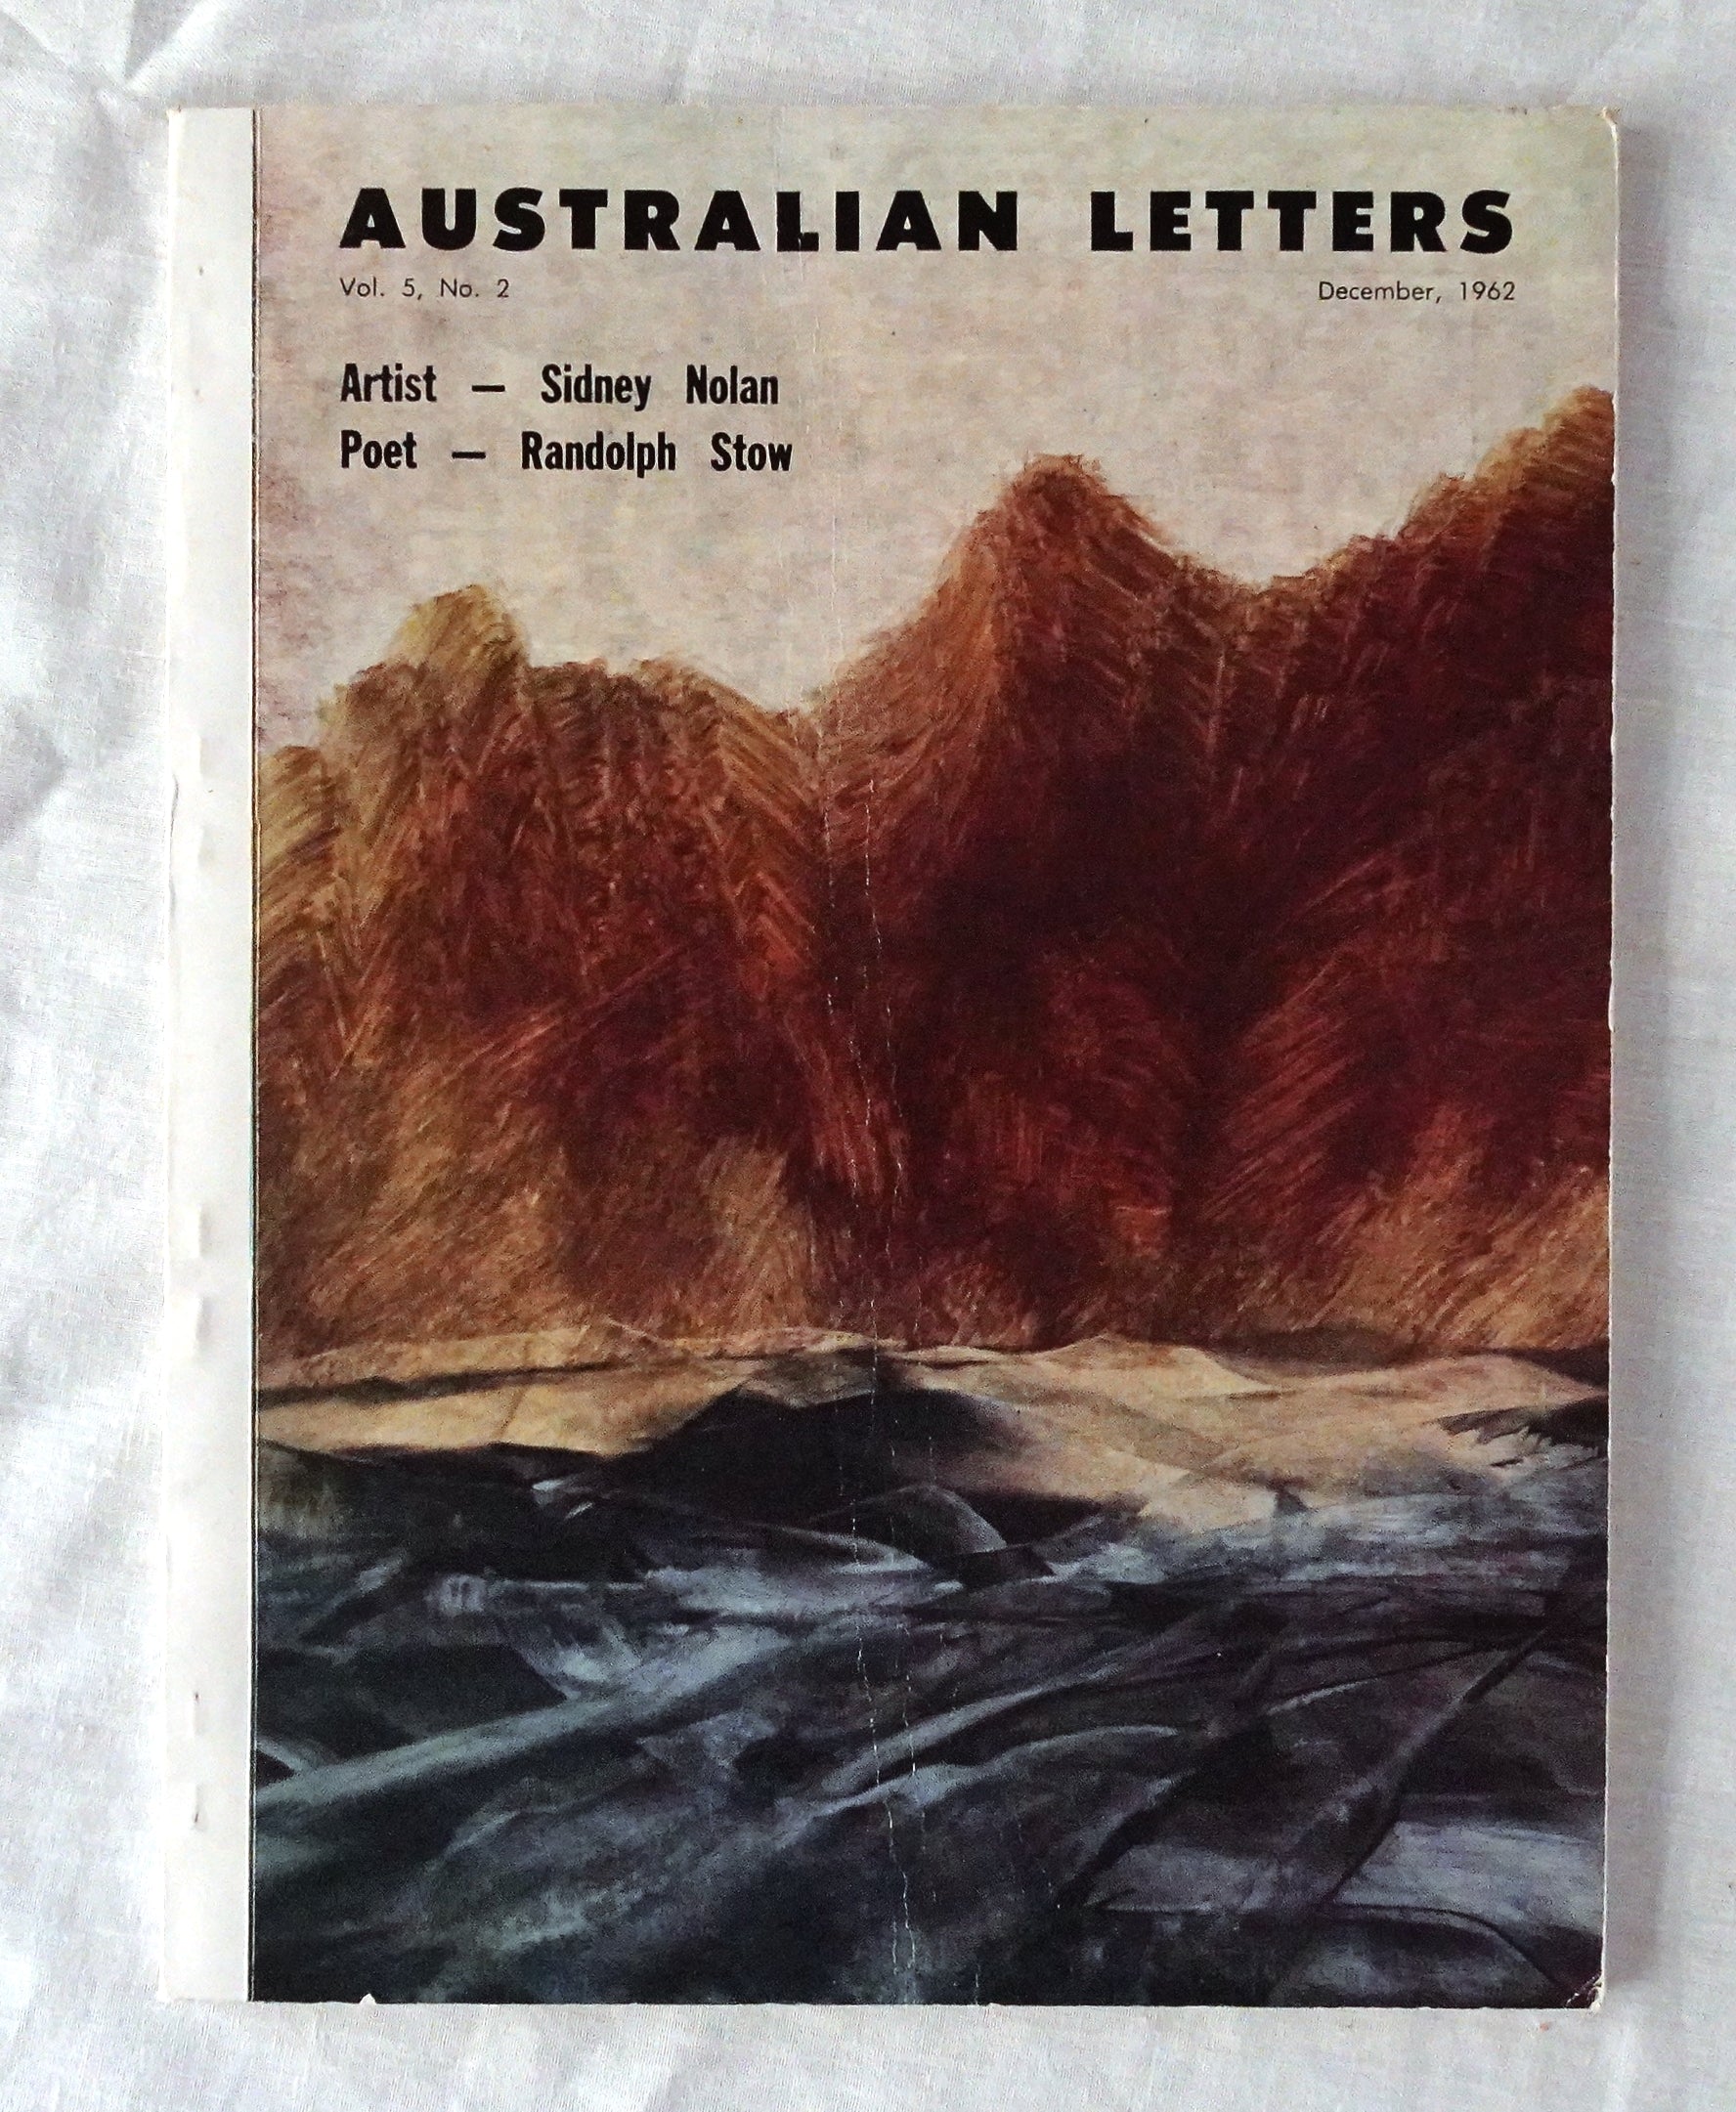 AUSTRALIAN LETTERS
Vol. 5, No. 2 December, 1962
Artist — Sidney Nolan
Poet — Randolph Stow